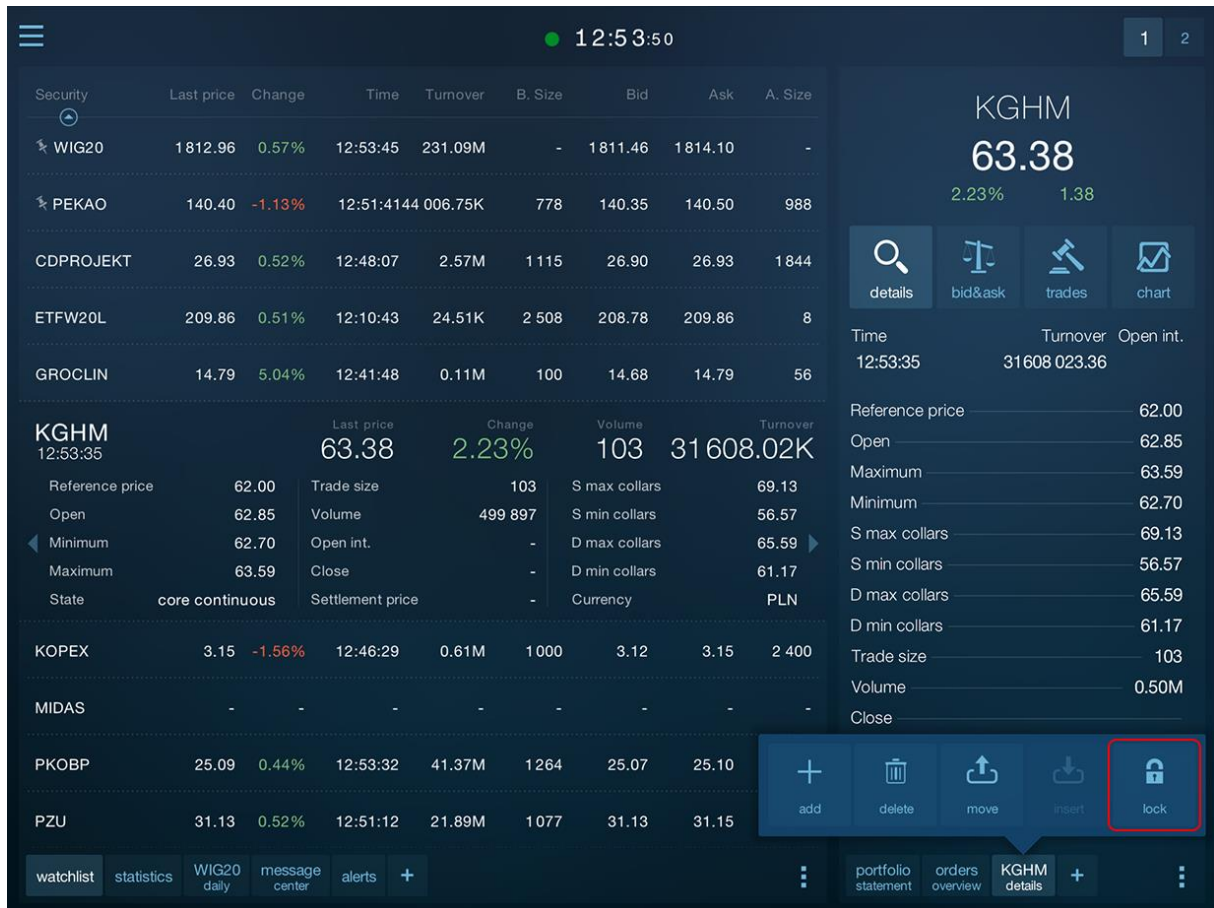 12:53:50
1 2
Security Last price Change Time Turnover B. Size Bid Ask A. Size
WIG20 1812.96 0.57% 12:53:45 231.09M - 1811.46 1814.10 -
PEKAO 140.40 -1.13% 12:51:41 44 006.75K 778 140.35 140.50 988
CDPROJEKT 26.93 0.52% 12:48:07 2.57M 1115 26.90 26.93 1844
ETFW20L 209.86 0.51% 12:10:43 24.51K 2 508 208.78 209.86 8
GROCLIN 14.79 5.04% 12:41:48 0.11M 100 14.68 14.79 56
KGHM Last price Change Volume Turnover
12:53:35 63.38 2.23% 103 31608.02K
Reference price 62.00 Trade size 103 S max collars 69.13
Open 62.85 Volume 499 897 S min collars 56.57
Minimum 62.70 Open int. - D max collars 65.59
Maximum 63.59 Close - D min collars 61.17
State core continuous Settlement price - Currency PLN
KOPEX 3.15 -1.56% 12:46:29 0.61M 1000 3.12 3.15 2 400
MIDAS - - - - - - - -
PKOBP 25.09 0.44% 12:53:32 41.37M 1264 25.07 25.10
PZU 31.13 0.52% 12:51:12 21.89M 1077 31.13 31.15
watchlist statistics WIG20 daily message center alerts +
KGHM
63.38
2.23% 1.38
details bid&ask trades chart
Time Turnover Open int.
12:53:35 31608 023.36
Reference price 62.00
Open 62.85
Maximum 63.59
Minimum 62.70
S max collars 69.13
S min collars 56.57
D max collars 65.59
D min collars 61.17
Trade size 103
Volume 0.50M
Close
add delete move insert lock
portfolio statement orders overview KGHM details +